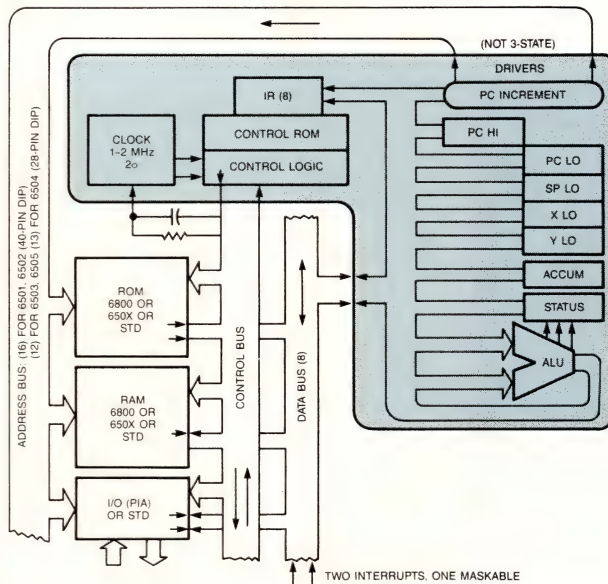 (NOT 3-STATE)
DRIVERS
PC INCREMENT
IR (8)
CONTROL ROM
CONTROL LOGIC
CLOCK
1–2 MHz
2o
PC HI
PC LO
SP LO
X LO
Y LO
ACCUM
STATUS
ALU
ADDRESS BUS: (16) FOR 6501, 6502 (40-PIN DIP)
(12) FOR 6503, 6505 (13) FOR 6504 (28-PIN DIP)
ROM
6800 OR
650X OR
STD
RAM
6800 OR
650X OR
STD
I/O (PIA)
OR STD
CONTROL BUS
DATA BUS (8)
TWO INTERRUPTS, ONE MASKABLE